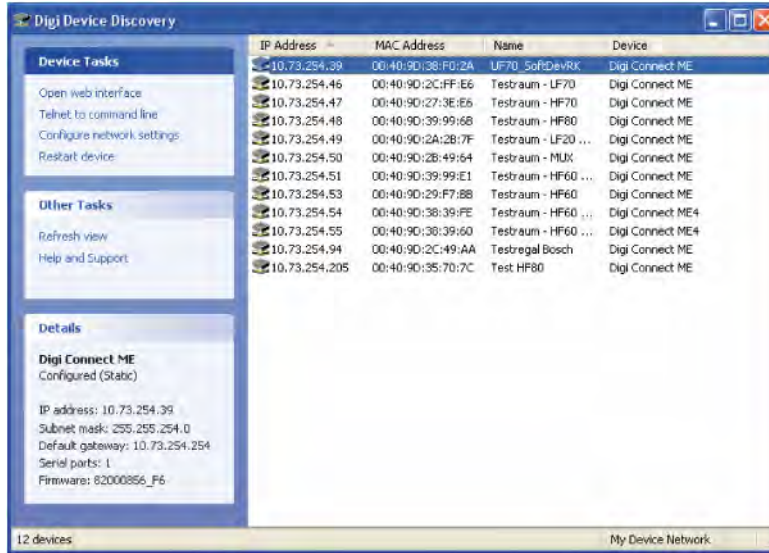 Digi Device Discovery
Device Tasks
Open web interface
Telnet to command line
Configure network settings
Restart device
Other Tasks
Refresh view
Help and Support
Details
Digi Connect ME
Configured (Static)
IP address: 10.73.254.39
Subnet mask: 255.255.254.0
Default gateway: 10.73.254.254
Serial ports: 1
Firmware: 82000856_F6
IP Address MAC Address Name Device
10.73.254.39 00:40:9D:38:F0:2A UF70_SoftDevRK Digi Connect ME
10.73.254.46 00:40:9D:2C:FF:E6 Testraum - LF70 Digi Connect ME
10.73.254.47 00:40:9D:27:3E:E6 Testraum - HF70 Digi Connect ME
10.73.254.48 00:40:9D:39:99:68 Testraum - HF80 Digi Connect ME
10.73.254.49 00:40:9D:2A:2B:7F Testraum - LF20 ... Digi Connect ME
10.73.254.50 00:40:9D:2B:49:64 Testraum - MUX Digi Connect ME
10.73.254.51 00:40:9D:39:99:E1 Testraum - HF60 ... Digi Connect ME
10.73.254.53 00:40:9D:29:F7:8B Testraum - HF60 Digi Connect ME
10.73.254.54 00:40:9D:38:39:FE Testraum - HF60 ... Digi Connect ME4
10.73.254.55 00:40:9D:38:39:60 Testraum - HF60 ... Digi Connect ME4
10.73.254.94 00:40:9D:2C:49:AA Testregal Bosch Digi Connect ME
10.73.254.205 00:40:9D:35:70:7C Test HF80 Digi Connect ME
12 devices My Device Network